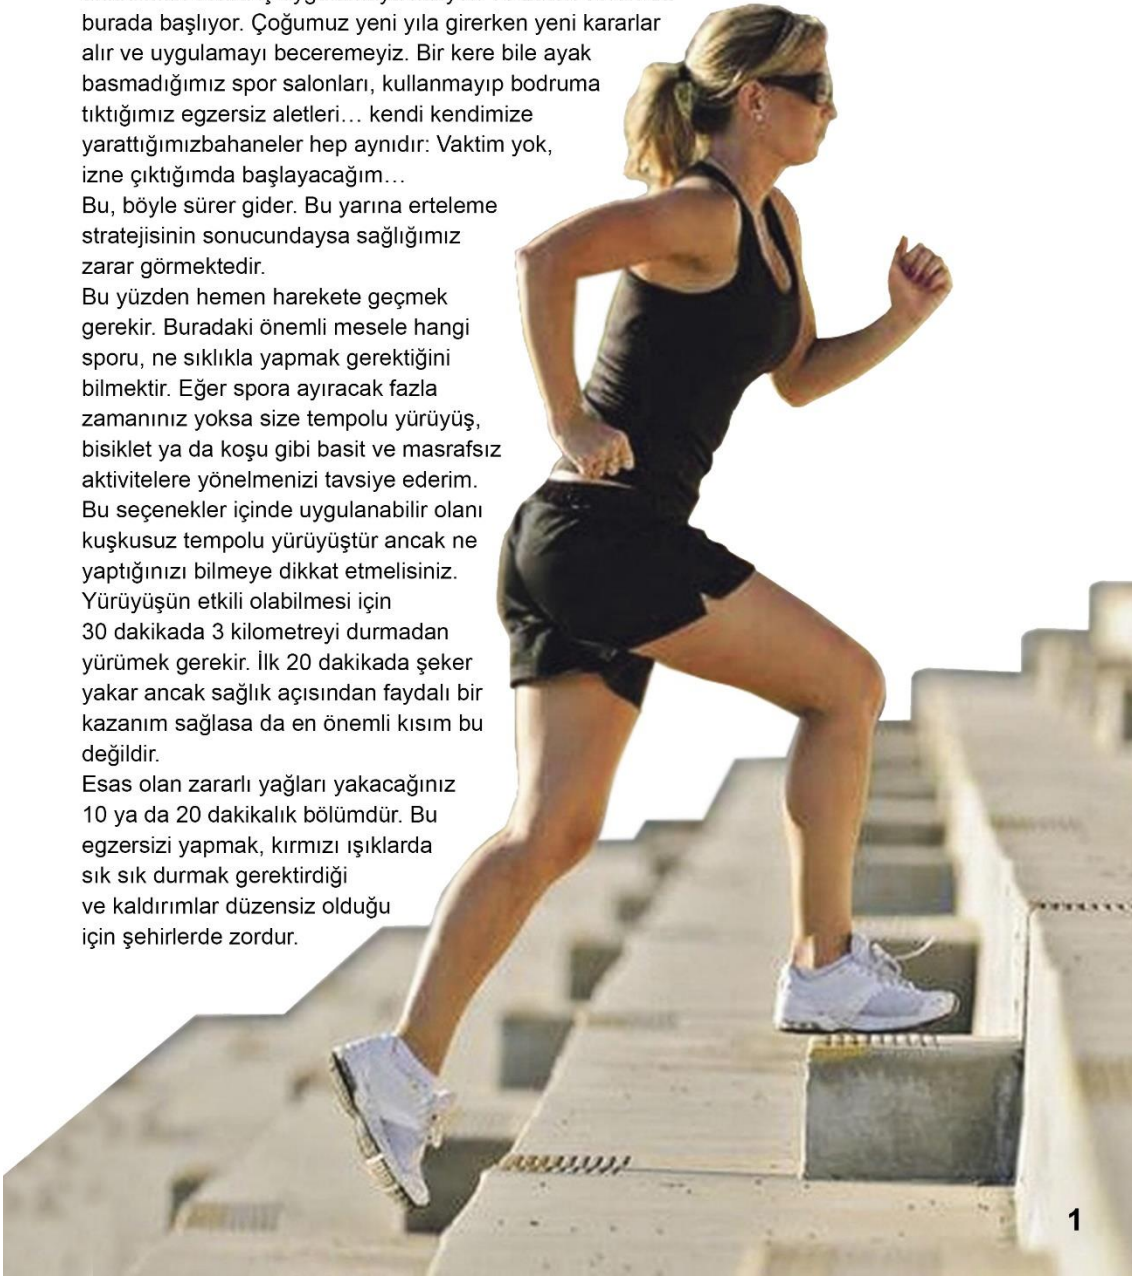 burada başlıyor. Çoğumuz yeni yıla girerken yeni kararlar
alır ve uygulamayı beceremeyiz. Bir kere bile ayak
basmadığımız spor salonları, kullanmayıp bodruma
tıktığımız egzersiz aletleri… kendi kendimize
yarattığımızbahaneler hep aynıdır: Vaktim yok,
izne çıktığımda başlayacağım…
Bu, böyle sürer gider. Bu yarına erteleme
stratejisinin sonucundaysa sağlığımız
zarar görmektedir.
Bu yüzden hemen harekete geçmek
gerekir. Buradaki önemli mesele hangi
sporu, ne sıklıkla yapmak gerektiğini
bilmektir. Eğer spora ayıracak fazla
zamanınız yoksa size tempolu yürüyüş,
bisiklet ya da koşu gibi basit ve masrafsız
aktivitelere yönelmenizi tavsiye ederim.
Bu seçenekler içinde uygulanabilir olanı
kuşkusuz tempolu yürüyüştür ancak ne
yaptığınızı bilmeye dikkat etmelisiniz.
Yürüyüşün etkili olabilmesi için
30 dakikada 3 kilometreyi durmadan
yürümek gerekir. İlk 20 dakikada şeker
yakar ancak sağlık açısından faydalı bir
kazanım sağlasa da en önemli kısım bu
değildir.
Esas olan zararlı yağları yakacağınız
10 ya da 20 dakikalık bölümdür. Bu
egzersizi yapmak, kırmızı ışıklarda
sık sık durmak gerektirdiği
ve kaldırımlar düzensiz olduğu
için şehirlerde zordur.
1